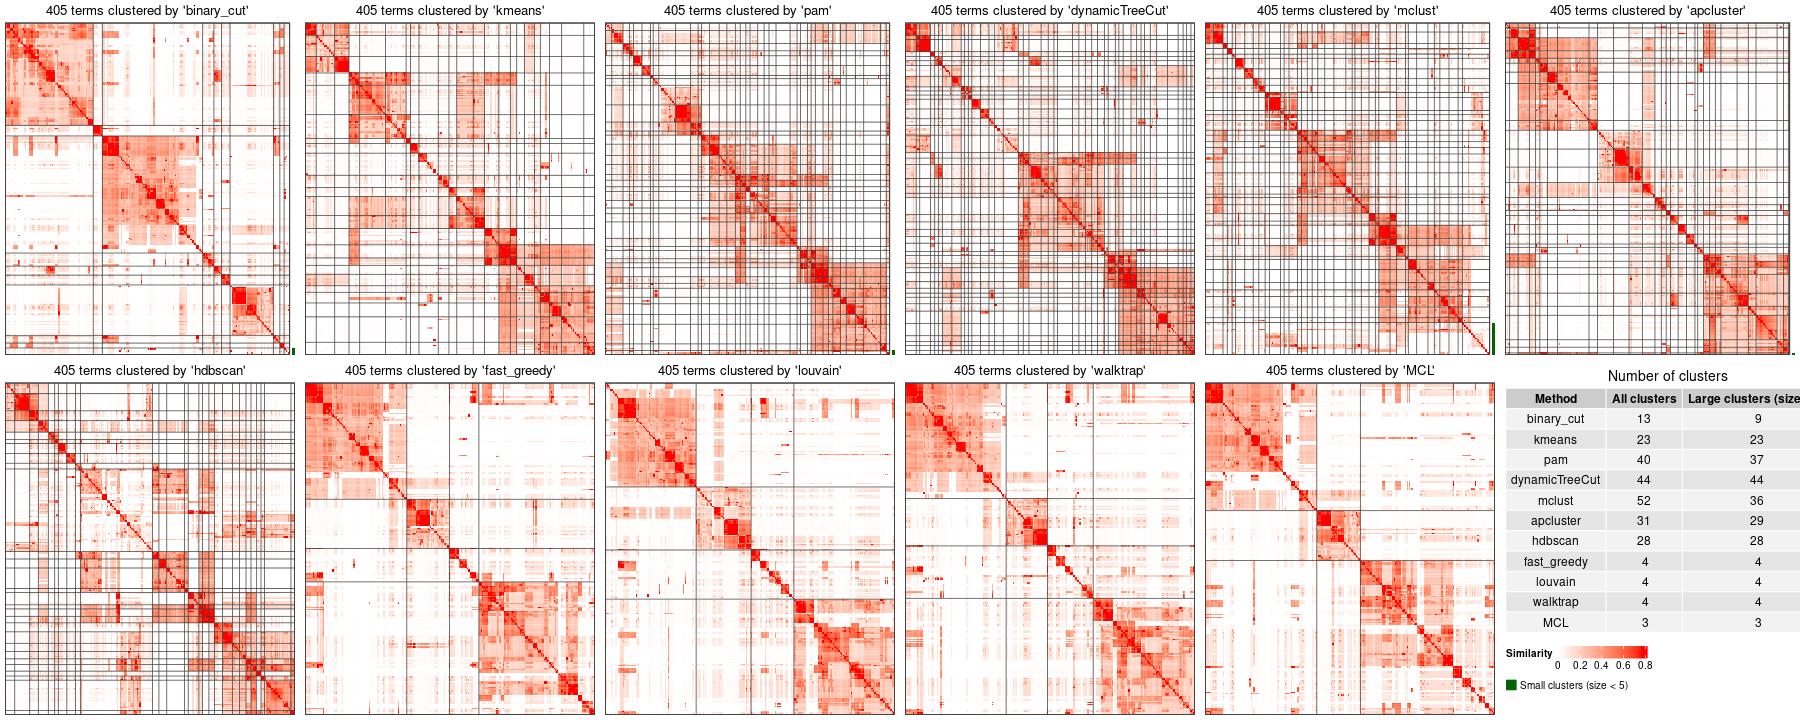 405 terms clustered by 'binary_cut'
405 terms clustered by 'kmeans'
405 terms clustered by 'pam'
405 terms clustered by 'dynamicTreeCut'
405 terms clustered by 'mclust'
405 terms clustered by 'apcluster'
405 terms clustered by 'hdbscan'
405 terms clustered by 'fast_greedy'
405 terms clustered by 'louvain'
405 terms clustered by 'walktrap'
405 terms clustered by 'MCL'
Number of clusters
Method All clusters Large clusters (size
binary_cut 13 9
kmeans 23 23
pam 40 37
dynamicTreeCut 44 44
mclust 52 36
apcluster 31 29
hdbscan 28 28
fast_greedy 4 4
louvain 4 4
walktrap 4 4
MCL 3 3
Similarity
0 0.2 0.4 0.6 0.8
Small clusters (size < 5)